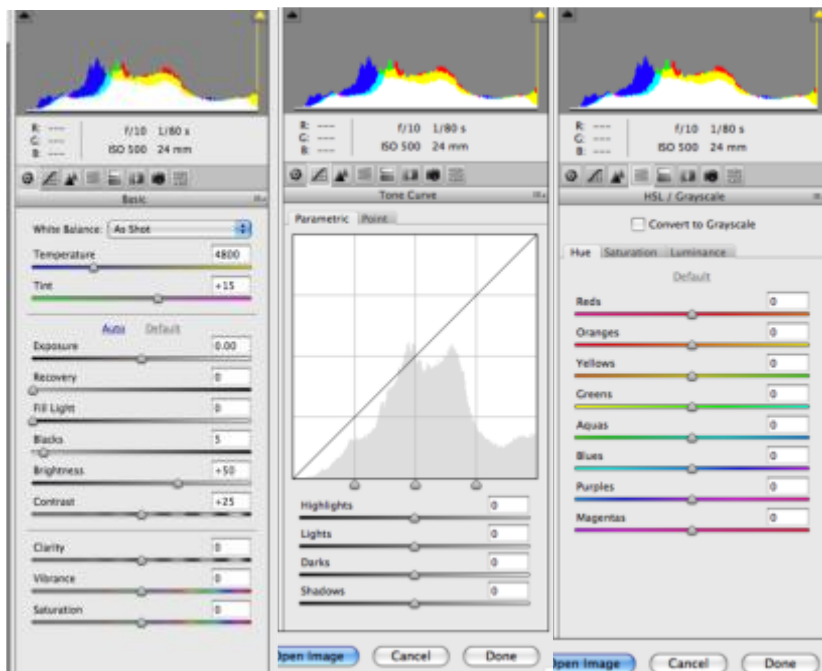 R: ---
G: ---
B: ---
f/10 1/80 s
ISO 500 24 mm
Basic
White Balance: As Shot
Temperature 4800
Tint +15
Auto Default
Exposure 0.00
Recovery 0
Fill Light 0
Blacks 5
Brightness +50
Contrast +25
Clarity 0
Vibrance 0
Saturation 0
R: ---
G: ---
B: ---
f/10 1/80 s
ISO 500 24 mm
Tone Curve
Parametric Point
Highlights 0
Lights 0
Darks 0
Shadows 0
Open Image Cancel Done
R: ---
G: ---
B: ---
f/10 1/80 s
ISO 500 24 mm
HSL / Grayscale
Convert to Grayscale
Hue Saturation Luminance
Default
Reds 0
Oranges 0
Yellows 0
Greens 0
Aquas 0
Blues 0
Purples 0
Magentas 0
Open Image Cancel Done